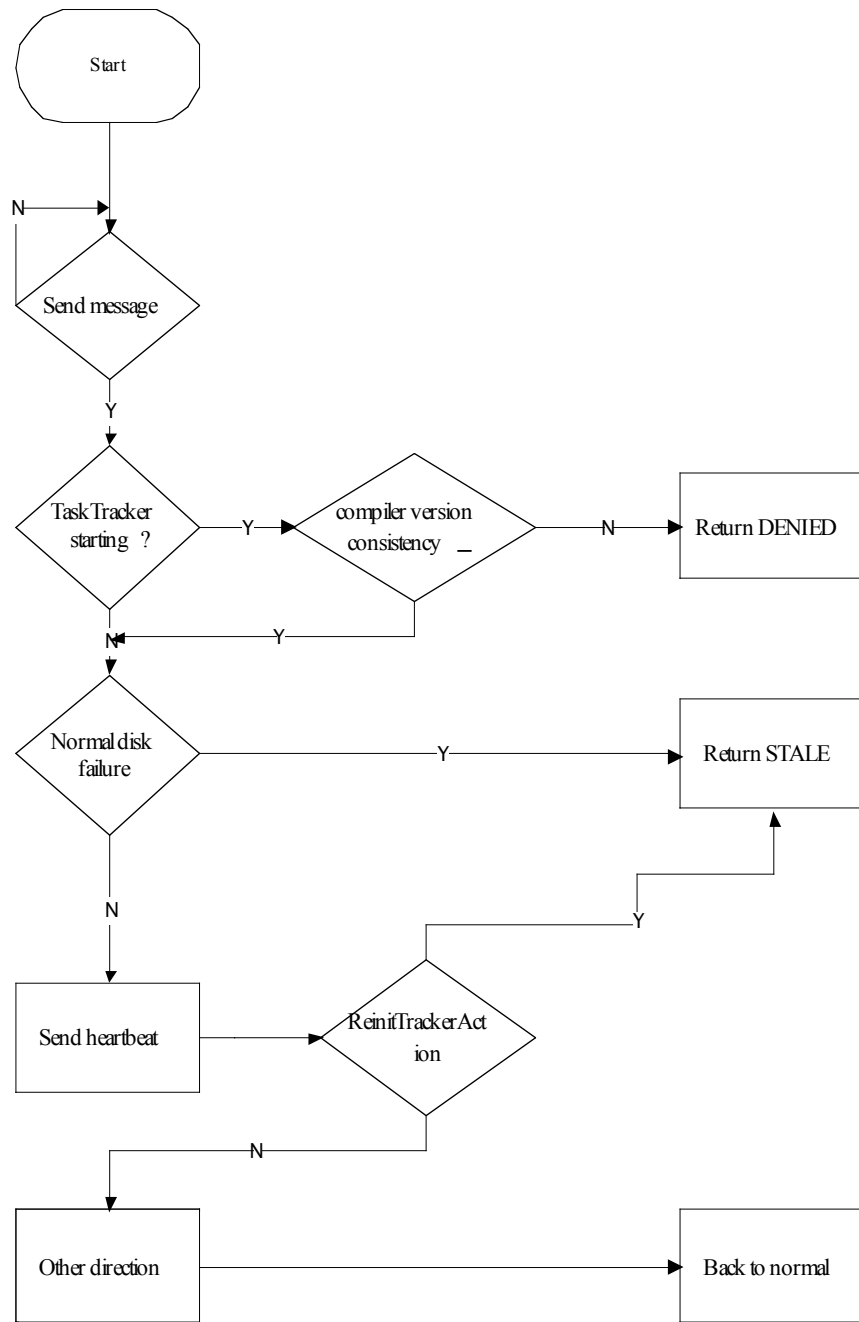 Start
N
Send message
Y
TaskTracker
starting ?
Y
compiler version
consistency _
N
Return DENIED
N
Y
Normal disk
failure
Y
Return STALE
N
Y
Send heartbeat
ReinitTrackerAct
ion
N
Other direction
Back to normal